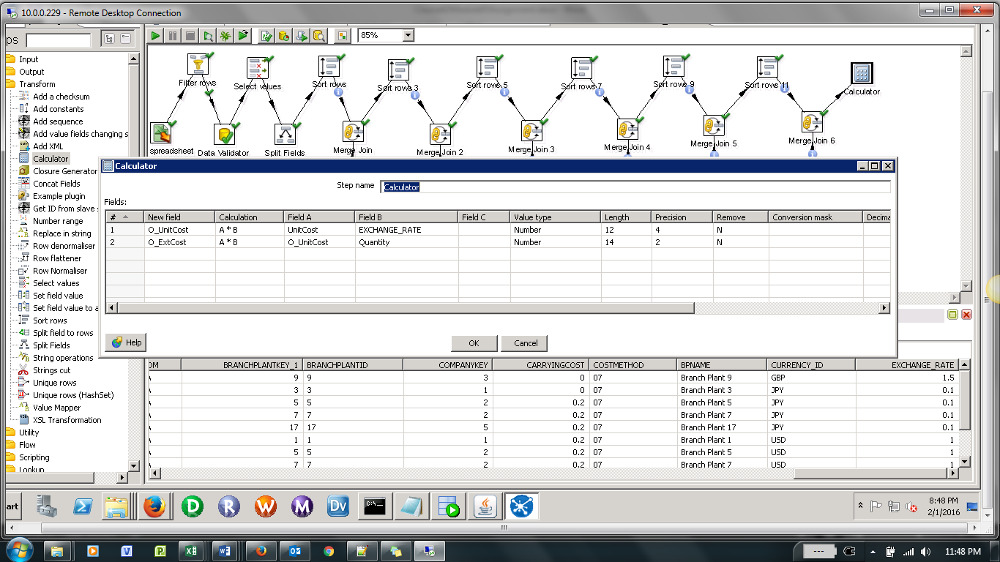 10.0.0.229 - Remote Desktop Connection
ps
85%
Input
Output
Transform
Add a checksum
Add constants
Add sequence
Add value fields changing s
Add XML
Calculator
Closure Generator
Concat Fields
Example plugin
Get ID from slave s
Number range
Replace in string
Row denormaliser
Row flattener
Row Normaliser
Select values
Set field value
Set field value to a
Sort rows
Split field to rows
Split Fields
String operations
Strings cut
Unique rows
Unique rows (HashSet)
Value Mapper
XSL Transformation
Utility
Flow
Scripting
Lookup
Filter rows
Select values
Sort rows
Sort rows 3
Sort rows 5
Sort rows 7
Sort rows 9
Sort rows 11
Calculator
spreadsheet
Data Validator
Split Fields
Merge Join
Merge Join 2
Merge Join 3
Merge Join 4
Merge Join 5
Merge Join 6
Calculator
Step name Calculator
Fields:
# New field Calculation Field A Field B Field C Value type Length Precision Remove Conversion mask Decima
1 O_UnitCost A * B UnitCost EXCHANGE_RATE Number 12 4 N
2 O_ExtCost A * B O_UnitCost Quantity Number 14 2 N
Help OK Cancel
OM BRANCHPLANTKEY_1 BRANCHPLANTID COMPANYKEY CARRYINGCOST COSTMETHOD BPNAME CURRENCY_ID EXCHANGE_RATE
9 9 3 0 07 Branch Plant 9 GBP 1.5
3 3 1 0 07 Branch Plant 3 JPY 0.1
5 5 2 0.2 07 Branch Plant 5 JPY 0.1
7 7 2 0.2 07 Branch Plant 7 JPY 0.1
17 17 5 0.2 07 Branch Plant 17 JPY 0.1
1 1 1 0.2 07 Branch Plant 1 USD 1
5 5 2 0.2 07 Branch Plant 5 USD 1
7 7 2 0.2 07 Branch Plant 7 USD 1
art
D R W M Dv C:\
8:48 PM
2/1/2016
11:48 PM